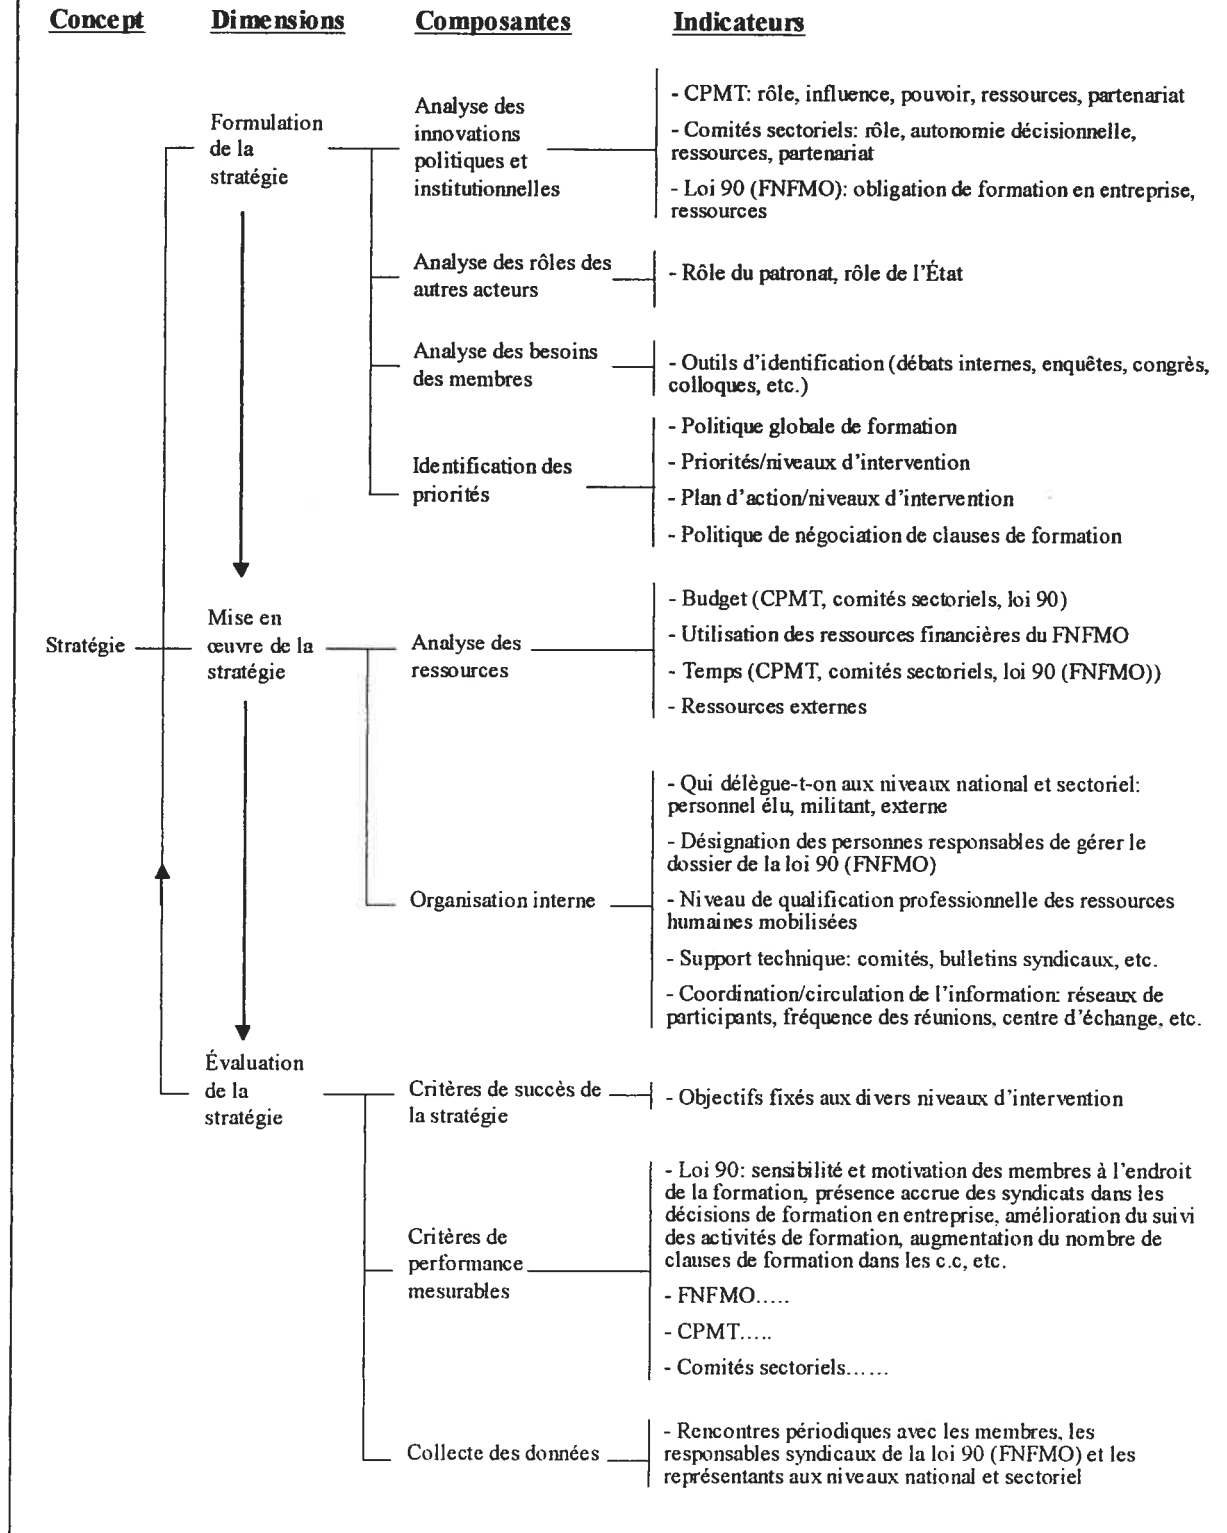 Concept Dimensions Composantes Indicateurs
Formulation
de la
stratégie
Analyse des
innovations
politiques et
institutionnelles
- CPMT: rôle, influence, pouvoir, ressources, partenariat
- Comités sectoriels: rôle, autonomie décisionnelle,
ressources, partenariat
- Loi 90 (FNFMO): obligation de formation en entreprise,
ressources
Analyse des rôles des
autres acteurs
- Rôle du patronat, rôle de l'État
Analyse des besoins
des membres
- Outils d'identification (débats internes, enquêtes, congrès,
colloques, etc.)
Identification des
priorités
- Politique globale de formation
- Priorités/niveaux d'intervention
- Plan d'action/niveaux d'intervention
- Politique de négociation de clauses de formation
Stratégie
Mise en
œuvre de la
stratégie
Analyse des
ressources
- Budget (CPMT, comités sectoriels, loi 90)
- Utilisation des ressources financières du FNFMO
- Temps (CPMT, comités sectoriels, loi 90 (FNFMO))
- Ressources externes
Organisation interne
- Qui délègue-t-on aux niveaux national et sectoriel:
personnel élu, militant, externe
- Désignation des personnes responsables de gérer le
dossier de la loi 90 (FNFMO)
- Niveau de qualification professionnelle des ressources
humaines mobilisées
- Support technique: comités, bulletins syndicaux, etc.
- Coordination/circulation de l'information: réseaux de
participants, fréquence des réunions, centre d'échange, etc.
Évaluation
de la
stratégie
Critères de succès de
la stratégie
- Objectifs fixés aux divers niveaux d'intervention
Critères de
performance
mesurables
- Loi 90: sensibilité et motivation des membres à l'endroit
de la formation, présence accrue des syndicats dans les
décisions de formation en entreprise, amélioration du suivi
des activités de formation, augmentation du nombre de
clauses de formation dans les c.c, etc.
- FNFMO.....
- CPMT.....
- Comités sectoriels......
Collecte des données
- Rencontres périodiques avec les membres, les
responsables syndicaux de la loi 90 (FNFMO) et les
représentants aux niveaux national et sectoriel